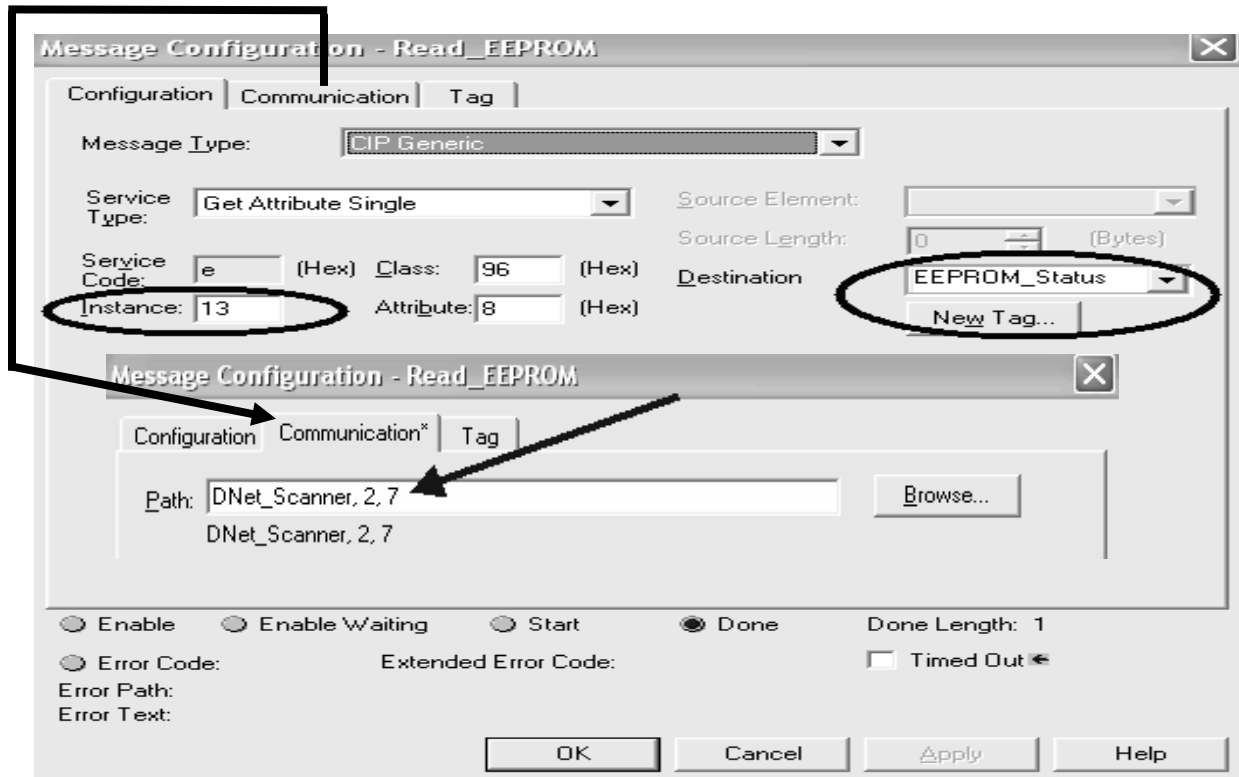 Message Configuration - Read_EEPROM
Configuration Communication Tag
Message Type: CIP Generic
Service Type: Get Attribute Single Source Element:
Source Length: 0 (Bytes)
Service Code: e (Hex) Class: 96 (Hex) Destination EEPROM_Status
Instance: 13 Attribute: 8 (Hex) New Tag...
Message Configuration - Read_EEPROM
Configuration Communication* Tag
Path: DNet_Scanner, 2, 7 Browse...
DNet_Scanner, 2, 7
Enable Enable Waiting Start Done Done Length: 1
Error Code: Extended Error Code: Timed Out
Error Path:
Error Text:
OK Cancel Apply Help